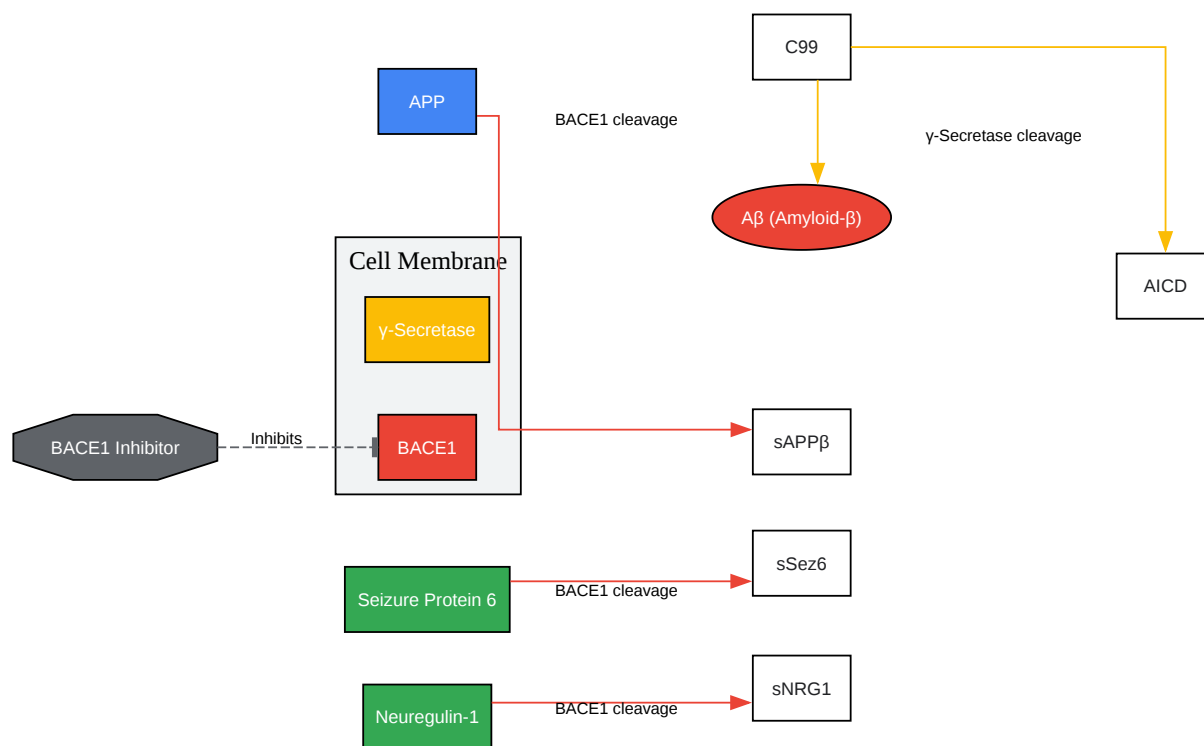 C99
APP
BACE1 cleavage
γ-Secretase cleavage
Aβ (Amyloid-β)
Cell Membrane
AICD
γ-Secretase
BACE1 Inhibitor
Inhibits
BACE1
sAPPβ
sSez6
Seizure Protein 6
BACE1 cleavage
sNRG1
Neuregulin-1
BACE1 cleavage